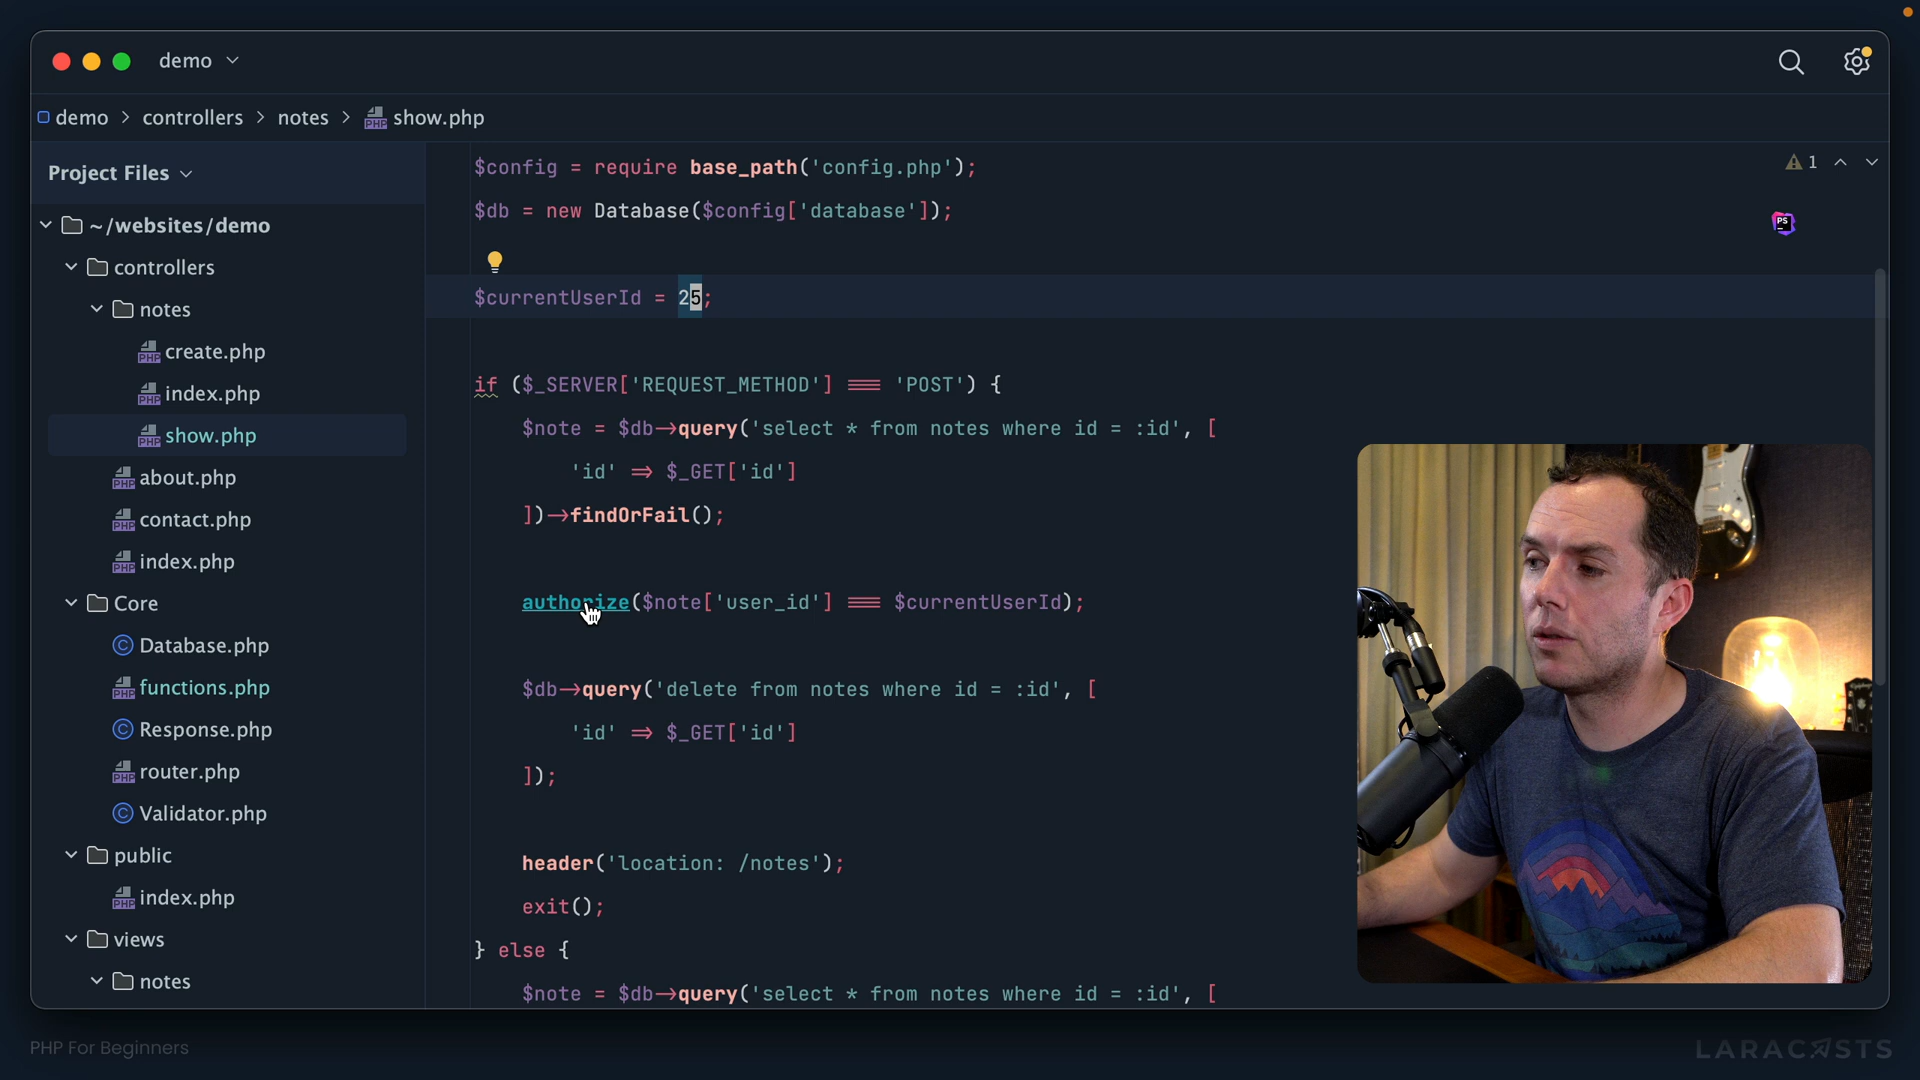 demo
demo > controllers > notes > show.php
Project Files
~/websites/demo
controllers
notes
create.php
index.php
show.php
about.php
contact.php
index.php
Core
Database.php
functions.php
Response.php
router.php
Validator.php
public
index.php
views
notes
1
PS
$config = require base_path('config.php');
$db = new Database($config['database']);
$currentUserId = 25;
if ($_SERVER['REQUEST_METHOD'] === 'POST') {
$note = $db->query('select * from notes where id = :id', [
'id' => $_GET['id']
])->findOrFail();
authorize($note['user_id'] === $currentUserId);
$db->query('delete from notes where id = :id', [
'id' => $_GET['id']
]);
header('location: /notes');
exit();
} else {
$note = $db->query('select * from notes where id = :id', [
PHP For Beginners
LARACASTS